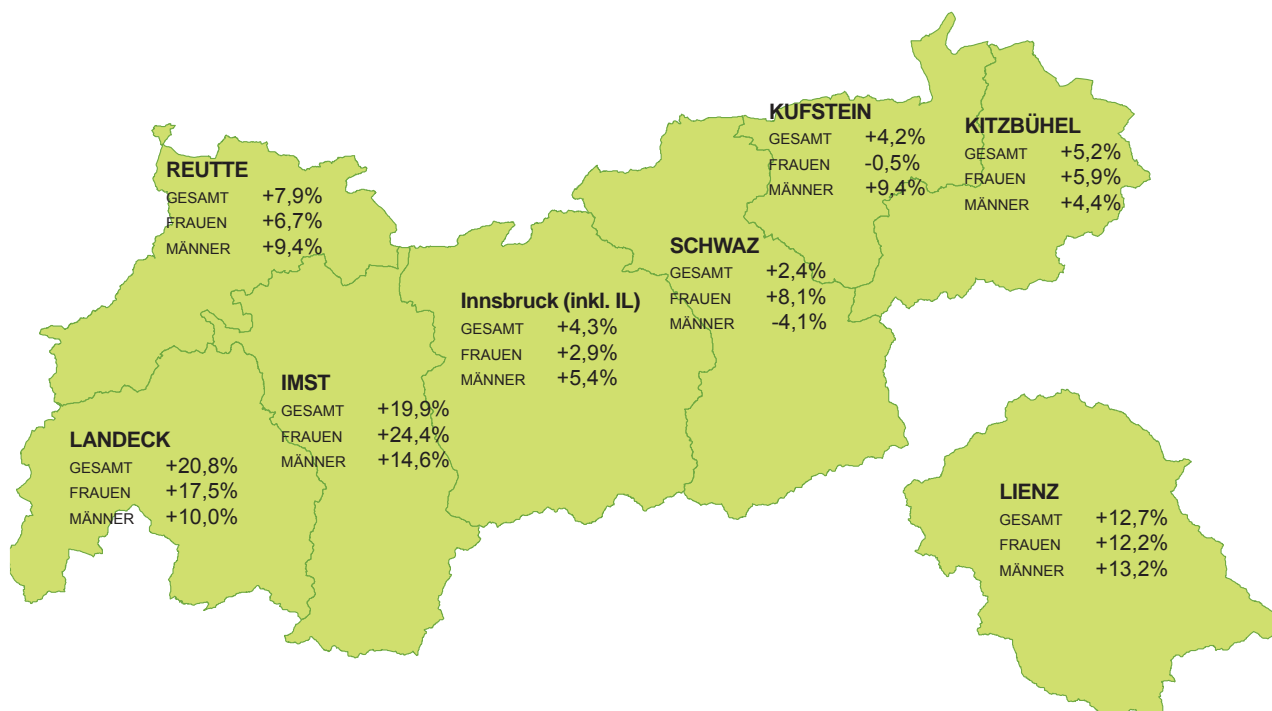 KUFSTEIN
GESAMT +4,2%
FRAUEN -0,5%
MÄNNER +9,4%
KITZBÜHEL
GESAMT +5,2%
FRAUEN +5,9%
MÄNNER +4,4%
REUTTE
GESAMT +7,9%
FRAUEN +6,7%
MÄNNER +9,4%
SCHWAZ
GESAMT +2,4%
FRAUEN +8,1%
MÄNNER -4,1%
Innsbruck (inkl. IL)
GESAMT +4,3%
FRAUEN +2,9%
MÄNNER +5,4%
IMST
GESAMT +19,9%
FRAUEN +24,4%
MÄNNER +14,6%
LANDECK
GESAMT +20,8%
FRAUEN +17,5%
MÄNNER +10,0%
LIENZ
GESAMT +12,7%
FRAUEN +12,2%
MÄNNER +13,2%